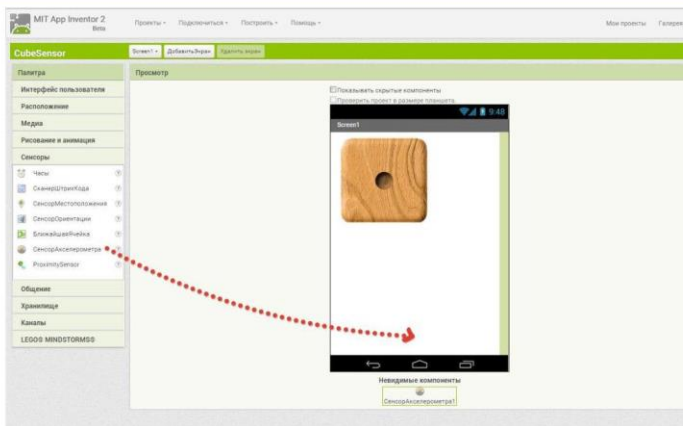 MIT App Inventor 2
Beta
Проекты Подключиться Построить Помощь Мои проекты Галерея
CubeSensor Screen1 ДобавитьЭкран Удалить экран
Палитра Просмотр
Интерфейс пользователя
Расположение
Медиа
Рисование и анимация
Сенсоры
Часы
СканерШтрихКода
СенсорМестоположения
СенсорОриентации
БлижайшаяЯчейка
СенсорАкселерометра
ProximitySensor
Общение
Хранилище
Каналы
LEGO® MINDSTORMS®
Показывать скрытые компоненты
Проверить проект в размере планшета.
9:48
Screen1
Невидимые компоненты
СенсорАкселерометра1